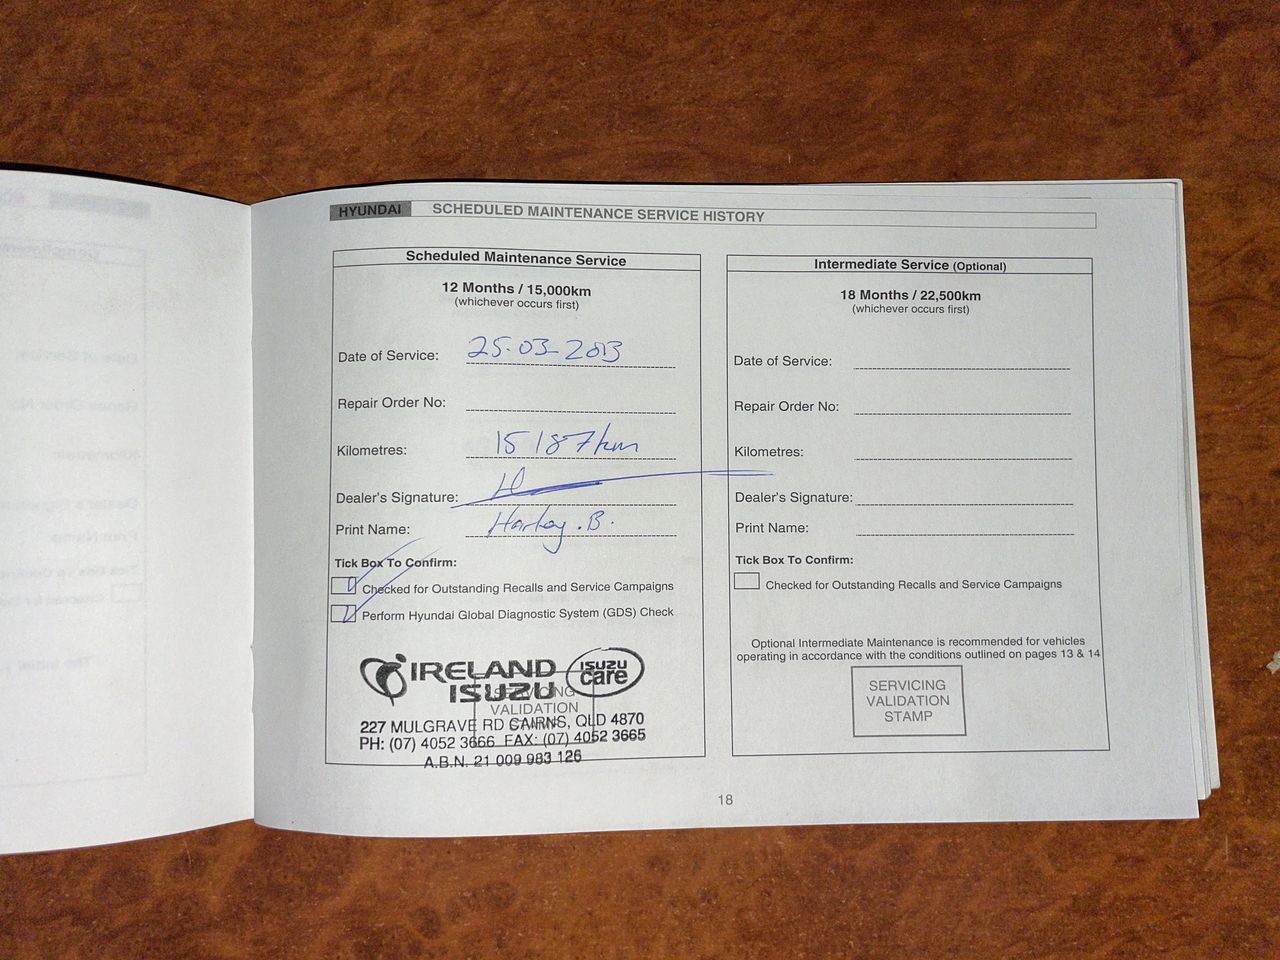 HYUNDAI SCHEDULED MAINTENANCE SERVICE HISTORY
Scheduled Maintenance Service
12 Months / 15,000km
(whichever occurs first)
Date of Service: 25-03-2013
Repair Order No:
Kilometres: 15187km
Dealer's Signature:
Print Name: Harley.B.
Tick Box To Confirm:
Checked for Outstanding Recalls and Service Campaigns
Perform Hyundai Global Diagnostic System (GDS) Check
IRELAND
ISUZU
ISUZU
care
SERVICING
VALIDATION
STAMP
227 MULGRAVE RD CAIRNS, QLD 4870
PH: (07) 4052 3666 FAX: (07) 4052 3665
A.B.N. 21 009 983 126
Intermediate Service (Optional)
18 Months / 22,500km
(whichever occurs first)
Date of Service:
Repair Order No:
Kilometres:
Dealer's Signature:
Print Name:
Tick Box To Confirm:
Checked for Outstanding Recalls and Service Campaigns
Optional Intermediate Maintenance is recommended for vehicles
operating in accordance with the conditions outlined on pages 13 & 14
SERVICING
VALIDATION
STAMP
18